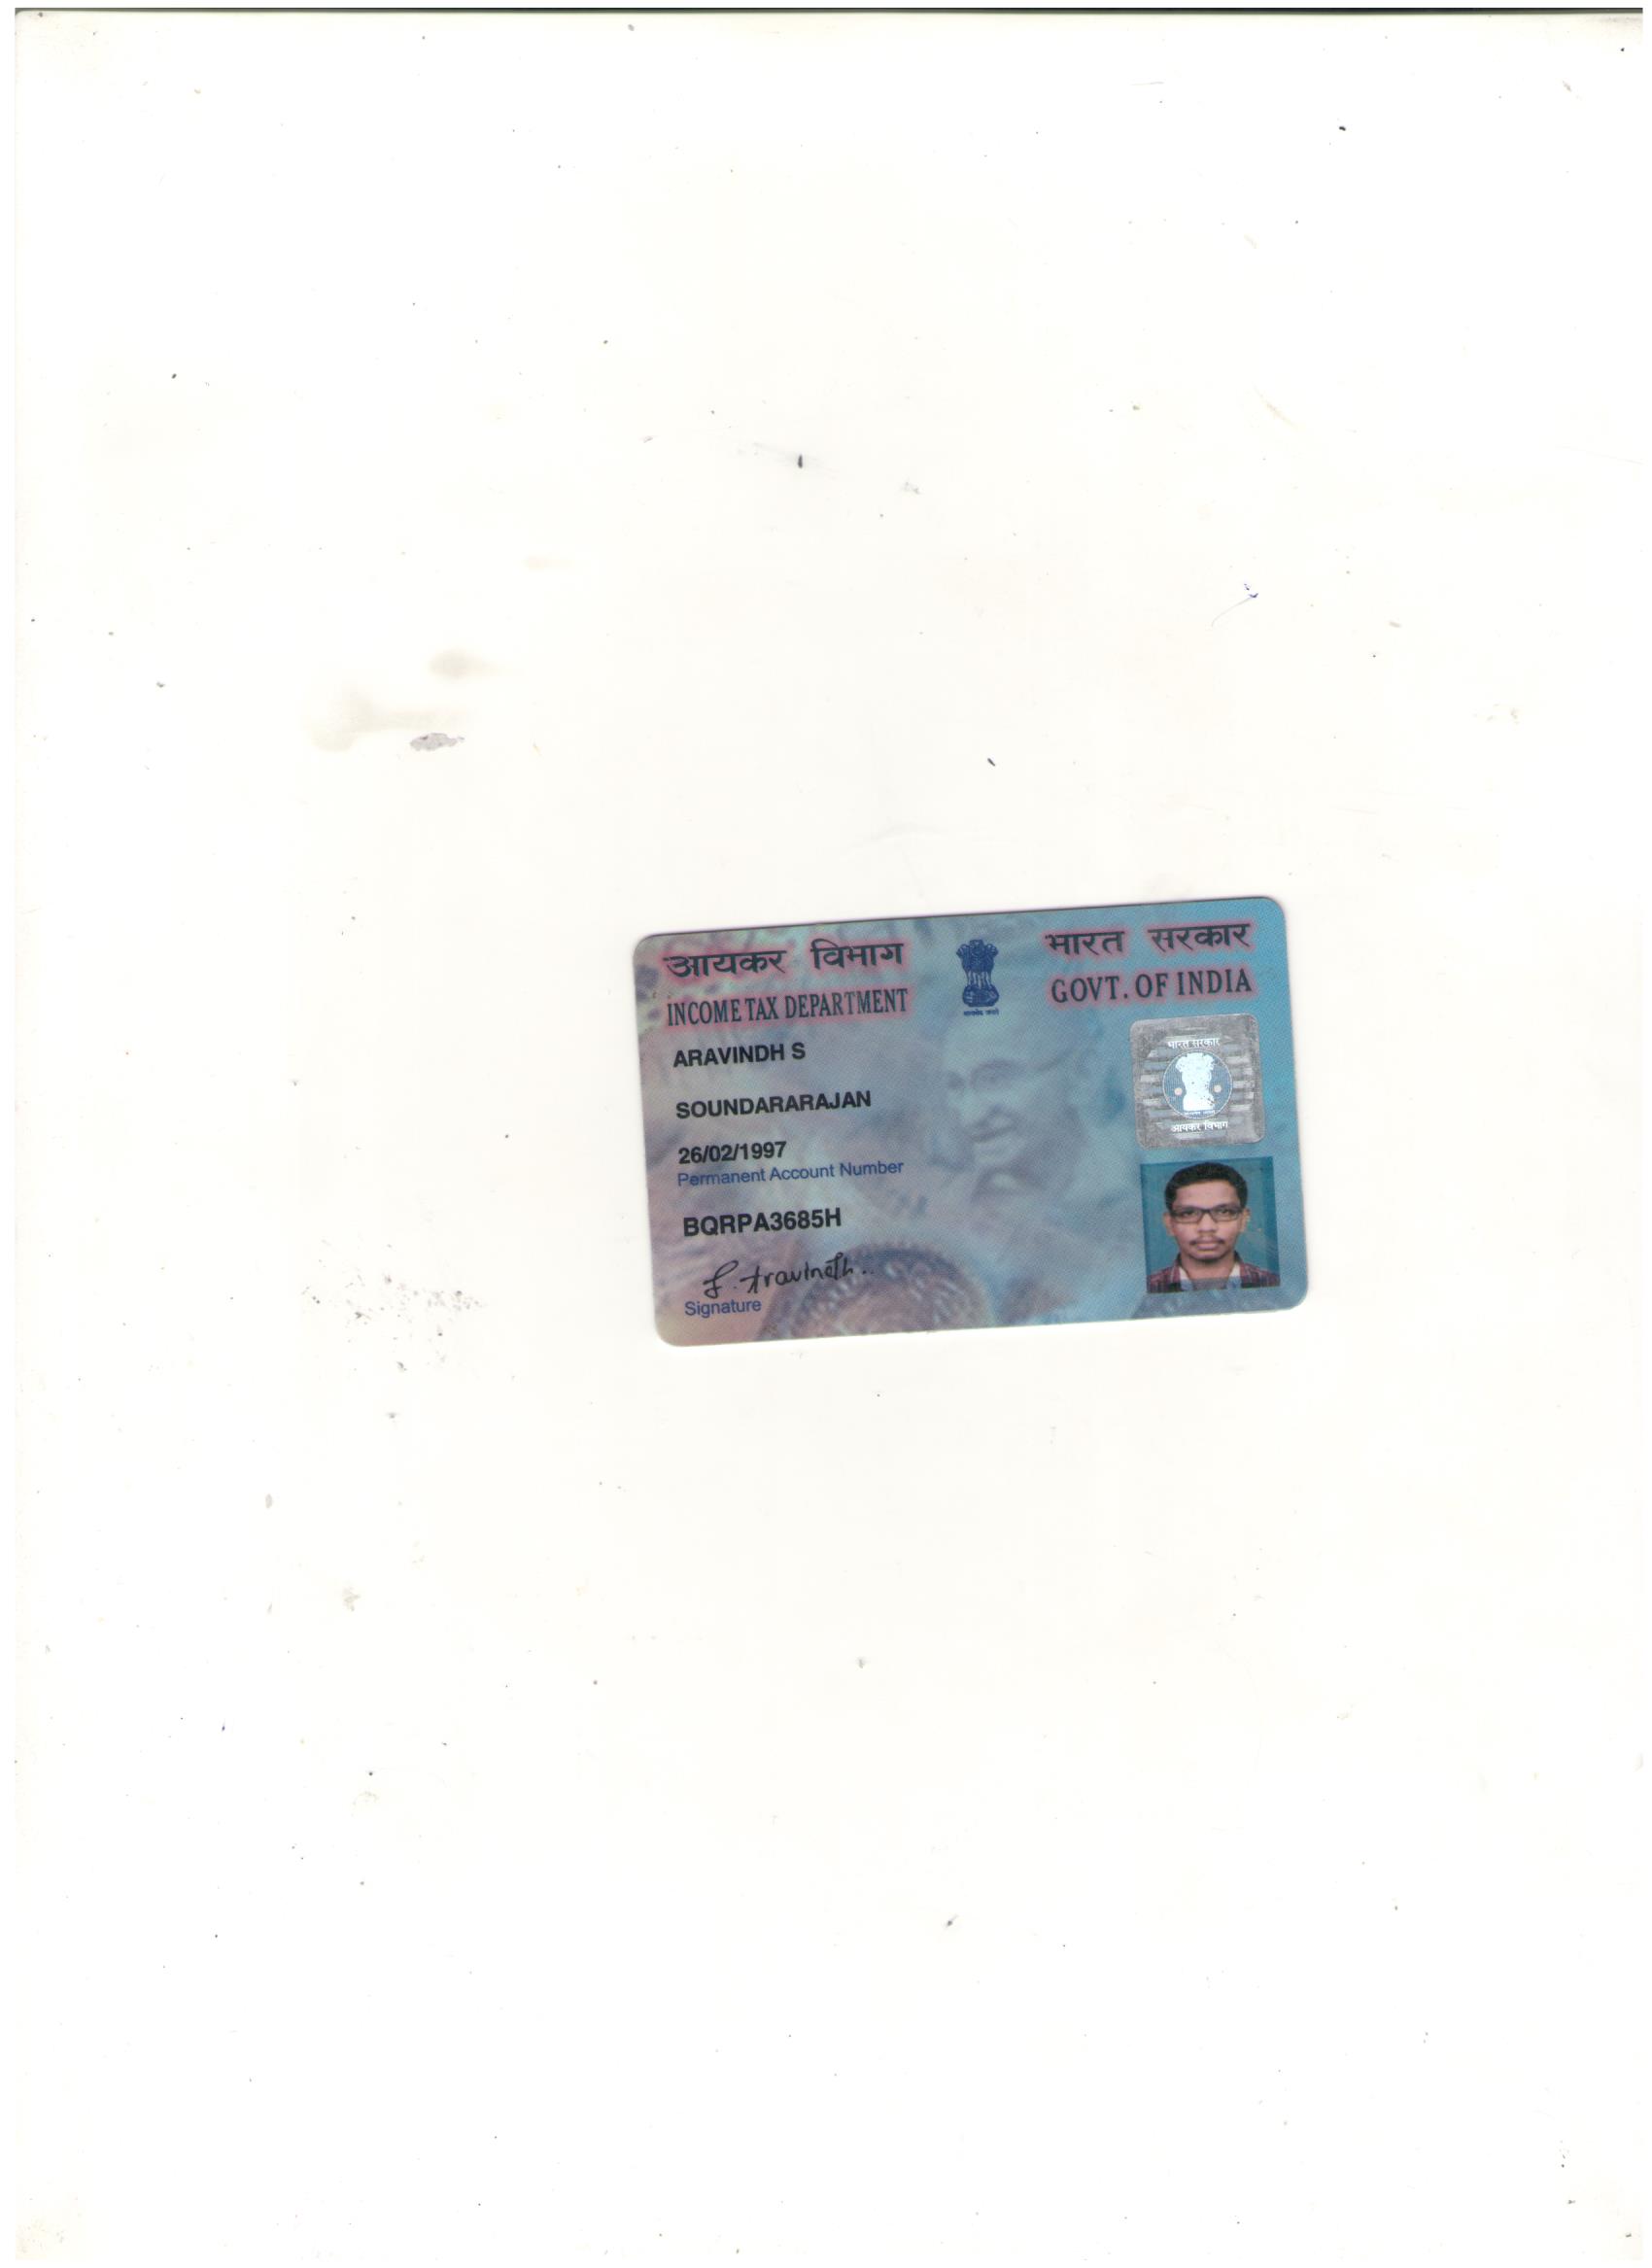 आयकर विभाग
INCOME TAX DEPARTMENT
भारत सरकार
GOVT. OF INDIA
सत्यमेव जयते
ARAVINDH S
SOUNDARARAJAN
26/02/1997
Permanent Account Number
BQRPA3685H
S. Aravindh..
Signature
भारत सरकार
आयकर विभाग